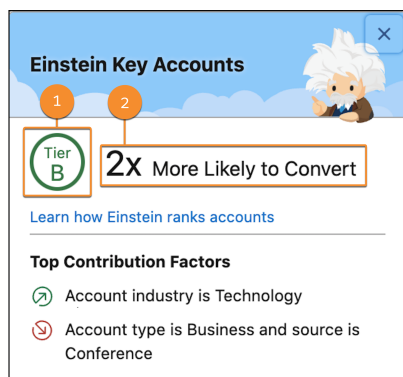 Einstein Key Accounts
1
2
Tier
B
2x More Likely to Convert
Learn how Einstein ranks accounts
Top Contribution Factors
Account industry is Technology
Account type is Business and source is
Conference